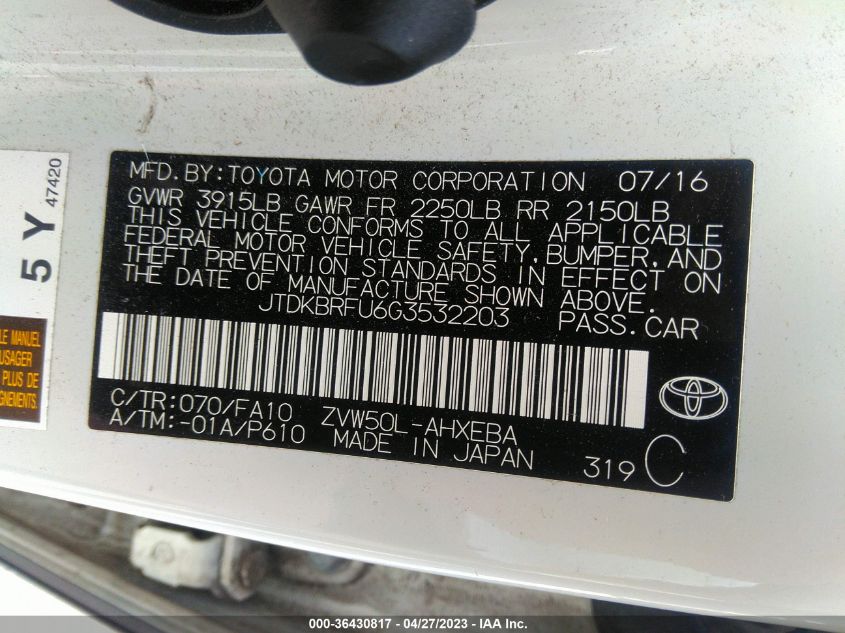 MFD.BY:TOYOTA MOTOR CORPORATION 07/16
GVWR 3915LB GAWR FR 2250LB RR 2150LB
THIS VEHICLE CONFORMS TO ALL APPLICABLE
FEDERAL MOTOR VEHICLE SAFETY,BUMPER,AND
THEFT PREVENTION STANDARDS IN EFFECT ON
THE DATE OF MANUFACTURE SHOWN ABOVE.
JTDKBRFU6G3532203 PASS.CAR
C/TR:070/FA10 ZVW50L-AHXEBA
A/TM:-01A/P610 MADE IN JAPAN
319 C
5 Y
47420
LE MANUEL
USAGER
PLUS DE
GNEMENTS.
000-36430817 - 04/27/2023 - IAA Inc.